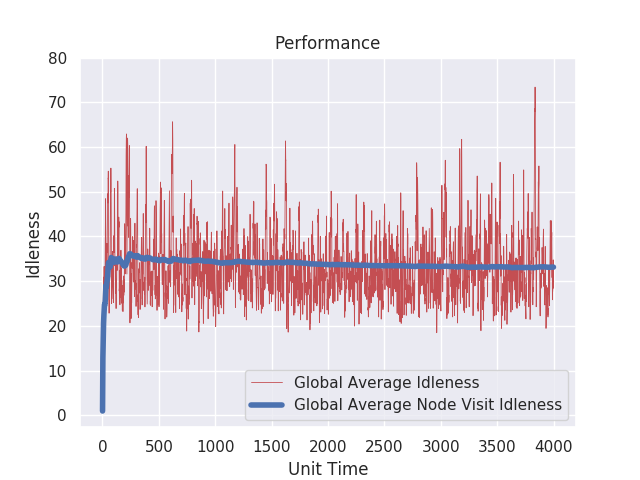 Performance
80
70
60
50
40
30
20
10
0
Idleness
Global Average Idleness
Global Average Node Visit Idleness
0 500 1000 1500 2000 2500 3000 3500 4000
Unit Time